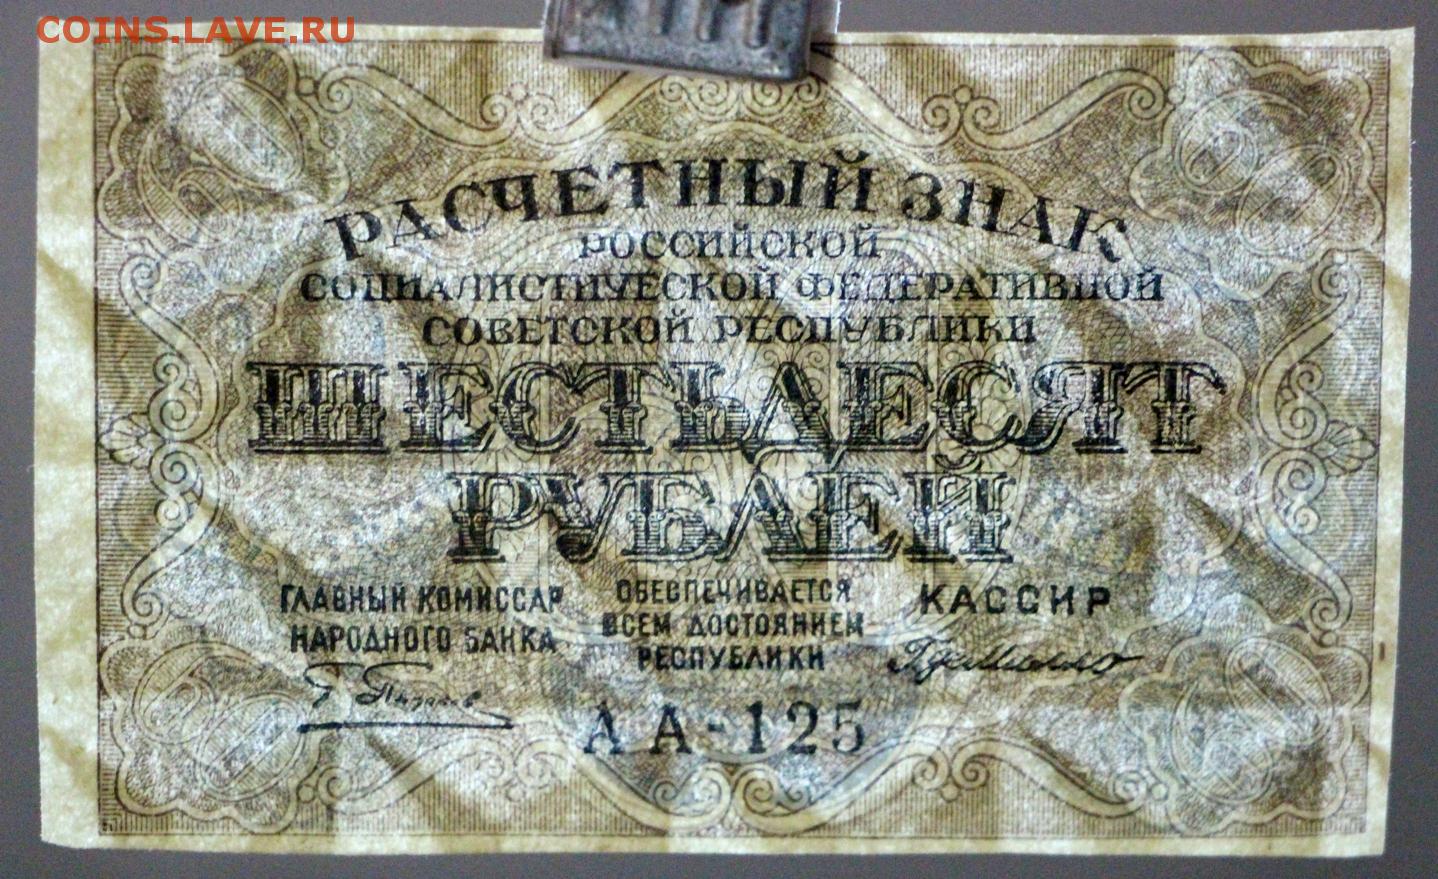 COINS.LAVE.RU
РАСЧЕТНЫЙ ЗНАК
РОССИЙСКОЙ
СОЦИАЛИСТИЧЕСКОЙ ФЕДЕРАТИВНОЙ
СОВЕТСКОЙ РЕСПУБЛИКИ
ШЕСТЬДЕСЯТ
РУБЛЕЙ
ГЛАВНЫЙ КОМИССАР
НАРОДНОГО БАНКА
ОБЕСПЕЧИВАЕТСЯ
ВСЕМ ДОСТОЯНИЕМ
РЕСПУБЛИКИ
КАССИР
АА-125